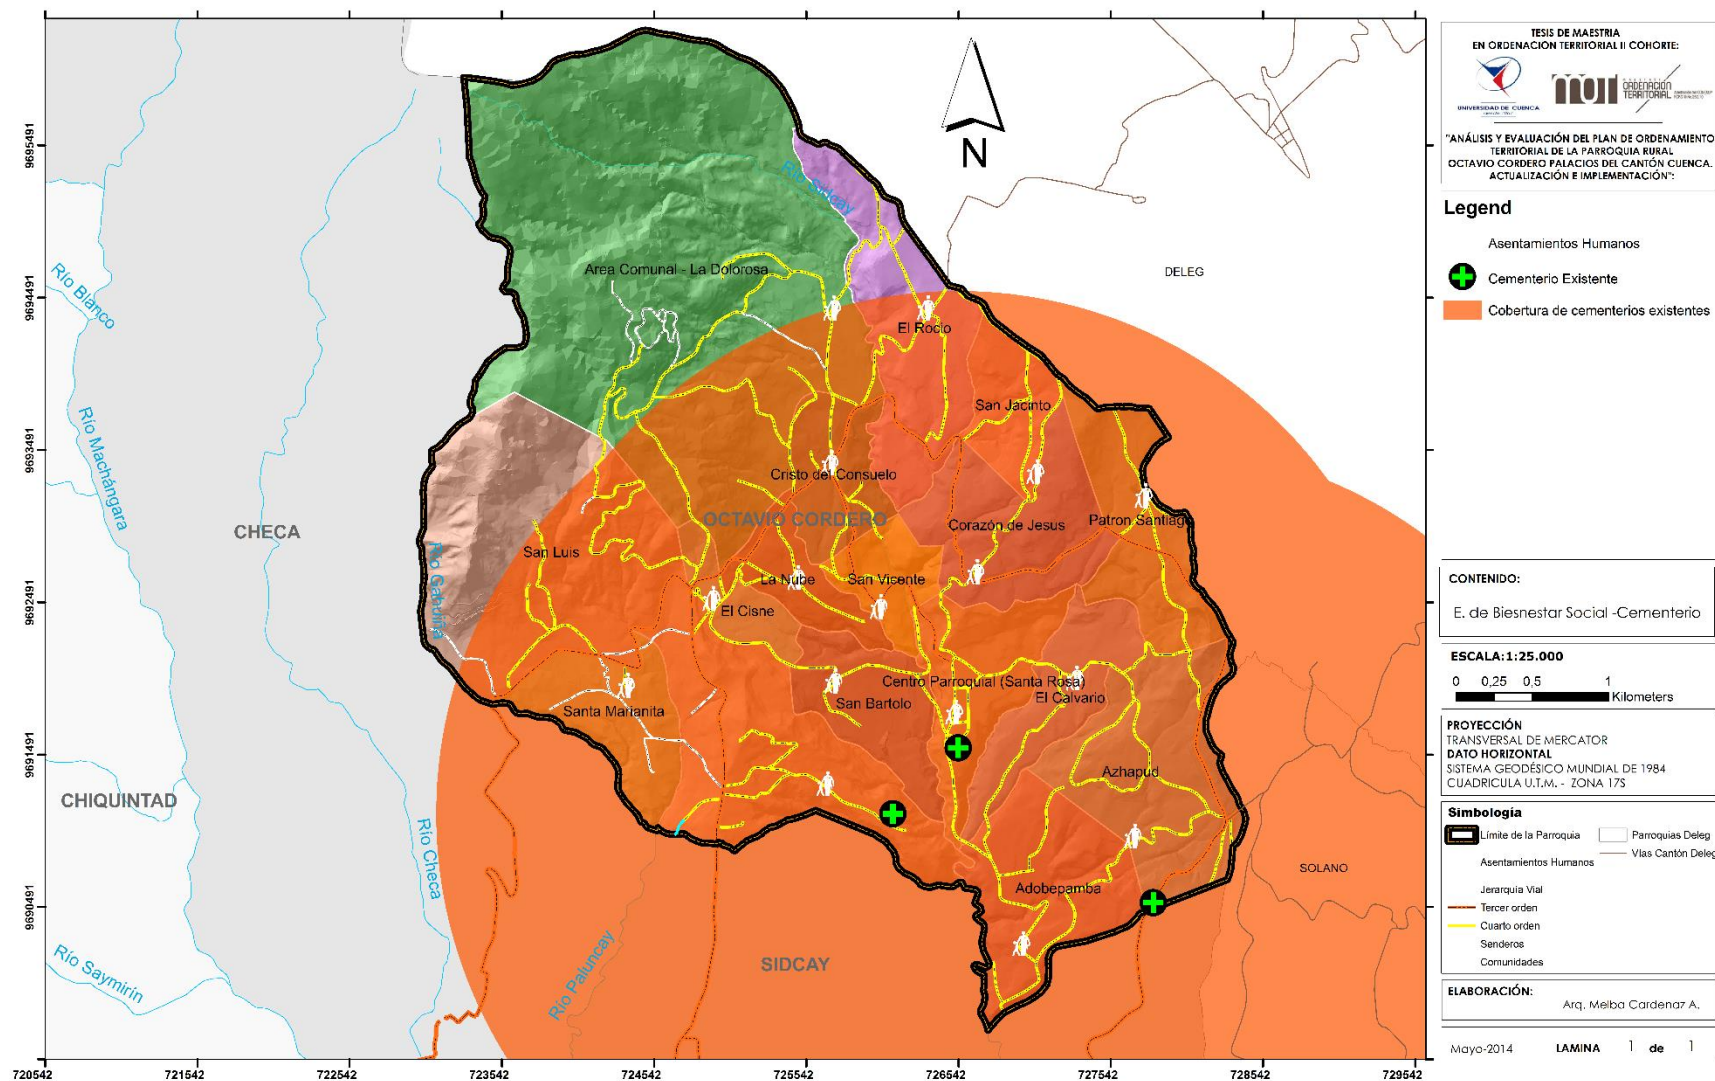 TESIS DE MAESTRIA
EN ORDENACIÓN TERRITORIAL II COHORTE:
UNIVERSIDAD DE CUENCA
ORDENACIÓN
TERRITORIAL
"ANÁLISIS Y EVALUACIÓN DEL PLAN DE ORDENAMIENTO
TERRITORIAL DE LA PARROQUIA RURAL
OCTAVIO CORDERO PALACIOS DEL CANTÓN CUENCA.
ACTUALIZACIÓN E IMPLEMENTACIÓN":
Legend
Asentamientos Humanos
Cementerio Existente
Cobertura de cementerios existentes
CONTENIDO:
E. de Biesnestar Social -Cementerio
ESCALA:1:25.000
0 0,25 0,5 1
Kilometers
PROYECCIÓN
TRANSVERSAL DE MERCATOR
DATO HORIZONTAL
SISTEMA GEODÉSICO MUNDIAL DE 1984
CUADRICULA U.T.M. - ZONA 17S
Simbología
Límite de la Parroquia
Parroquias Deleg
Asentamientos Humanos
Vías Cantón Deleg
Jerarquía Vial
Tercer orden
Cuarto orden
Senderos
Comunidades
ELABORACIÓN:
Arq. Melba Cardenaz A.
Mayo-2014 LAMINA 1 de 1
N
Río Sidcay
Area Comunal - La Dolorosa
DELEG
Río Blanco
El Rocio
San Jacinto
Río Machángara
Cristo del Consuelo
CHECA
OCTAVIO CORDERO
Corazón de Jesus
Patron Santiago
San Luis
Río Gahuiña
La Nube
San Vicente
El Cisne
Centro Parroquial (Santa Rosa)
San Bartolo
El Calvario
Santa Marianita
Azhapud
CHIQUINTAD
Río Checa
SOLANO
Adobepamba
Río Saymirín
Río Paluncay
SIDCAY
9695491
9694491
9693491
9692491
9691491
9690491
720542 721542 722542 723542 724542 725542 726542 727542 728542 729542